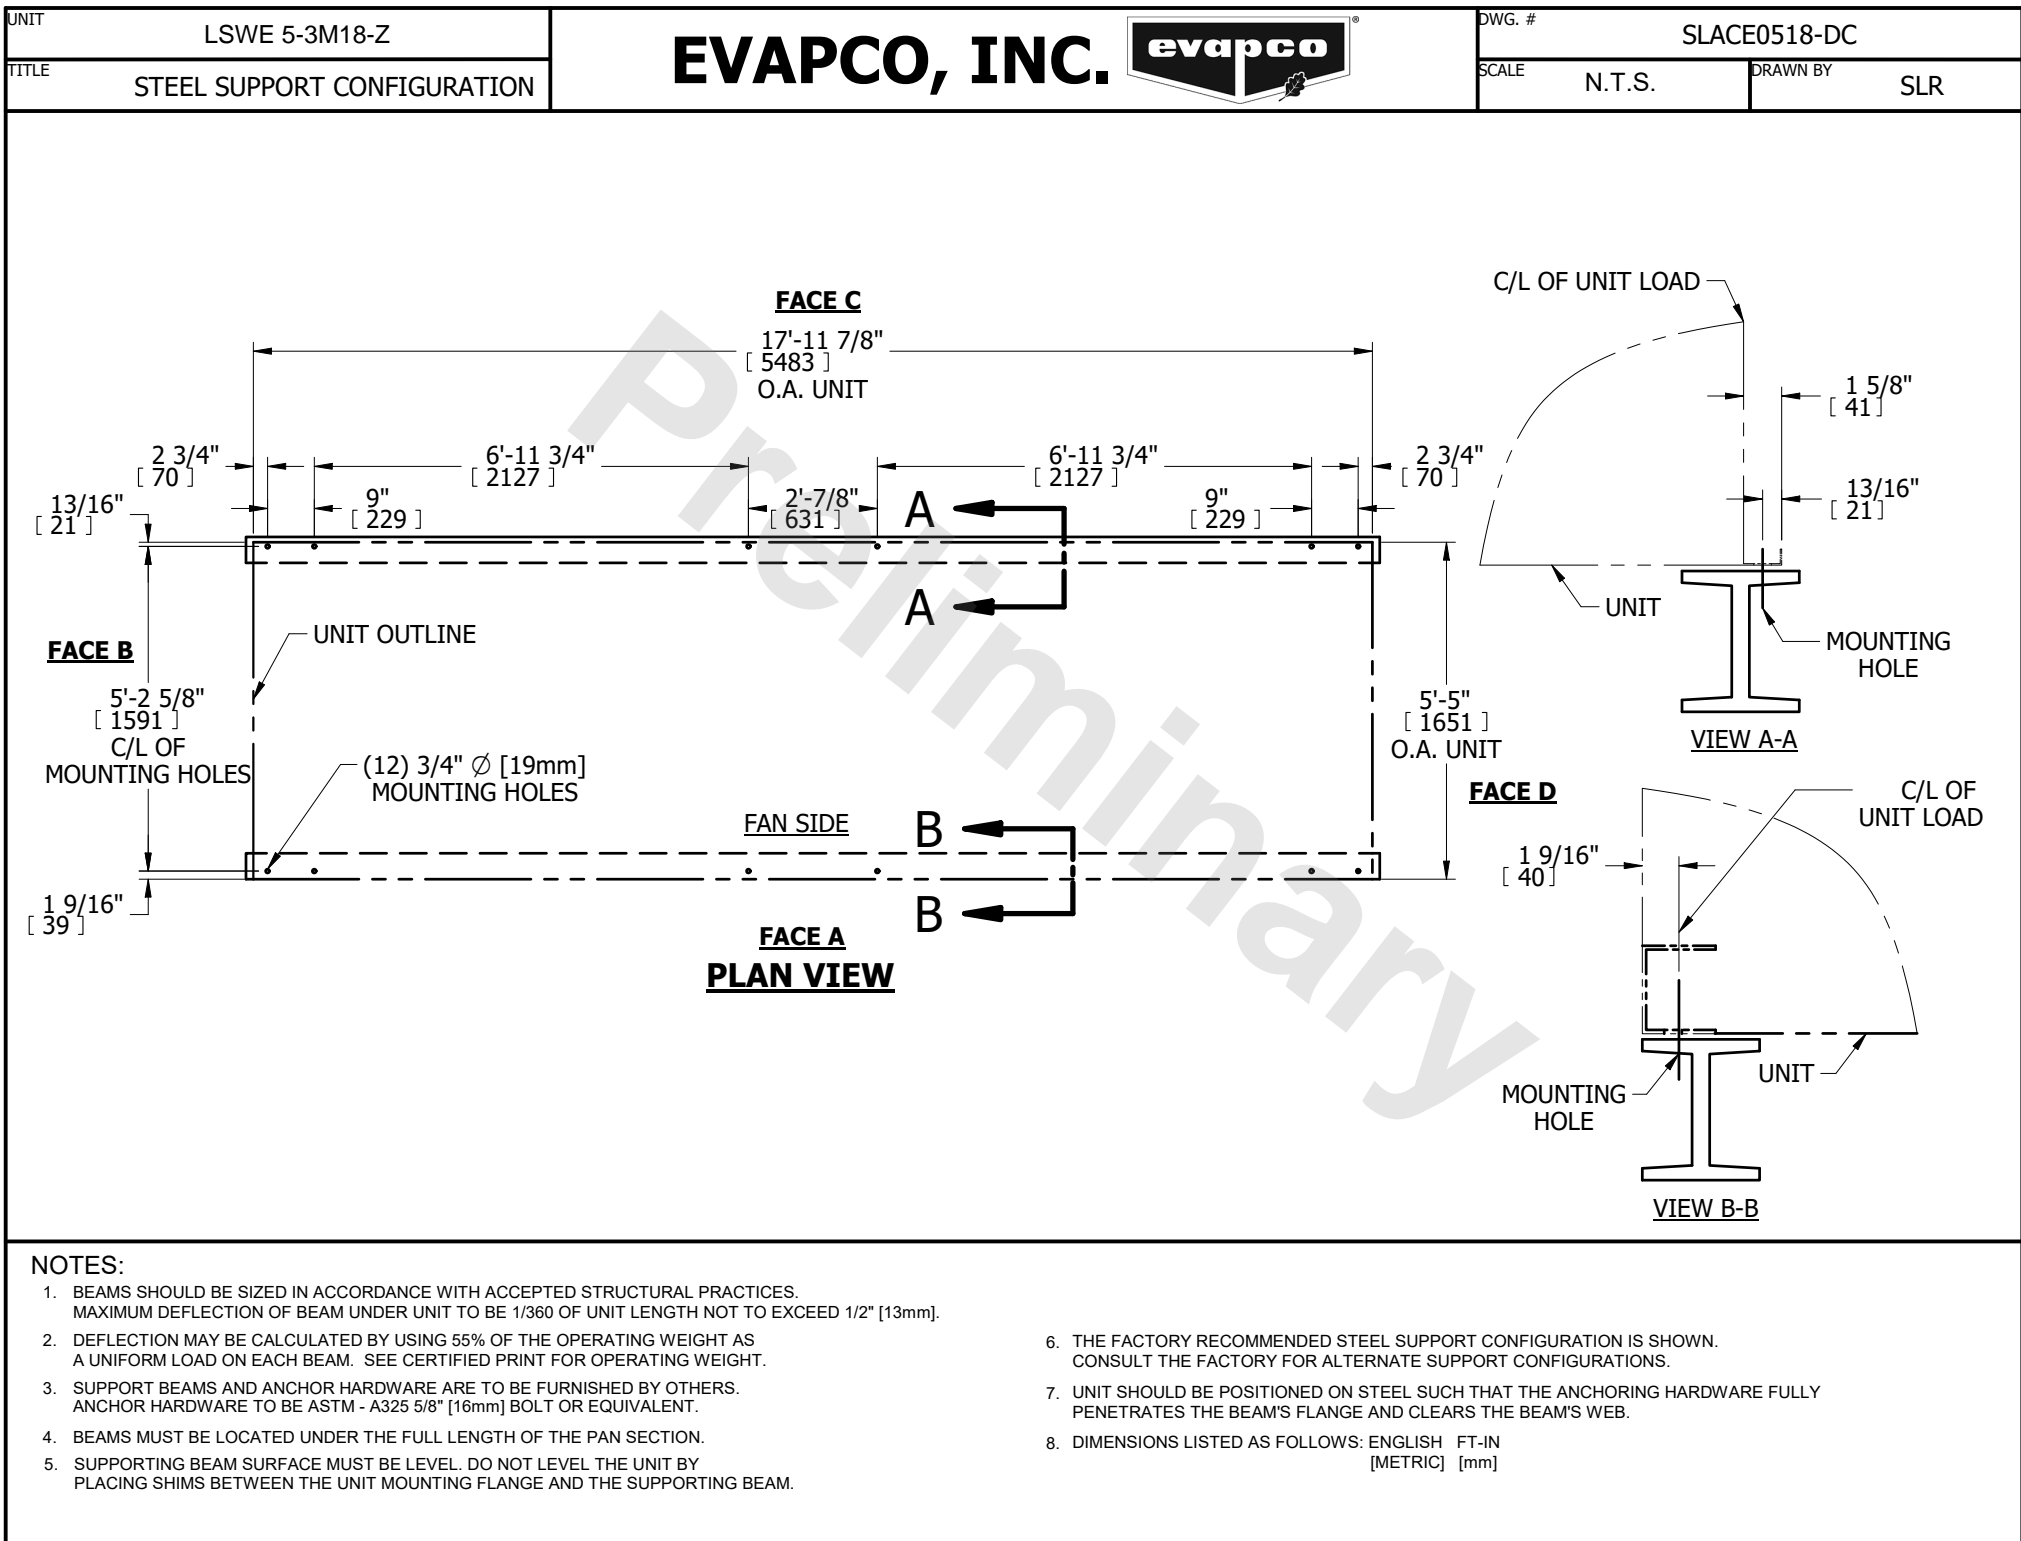 UNIT
LSWE 5-3M18-Z
TITLE
STEEL SUPPORT CONFIGURATION
EVAPCO, INC.
evapco
®
DWG. #
SLACE0518-DC
SCALE
N.T.S.
DRAWN BY
SLR
FACE C
17'-11 7/8"
[ 5483 ]
O.A. UNIT
2 3/4"
[ 70 ]
6'-11 3/4"
[ 2127 ]
6'-11 3/4"
[ 2127 ]
2 3/4"
[ 70 ]
13/16"
[ 21 ]
9"
[ 229 ]
2'-7/8"
[ 631 ]
9"
[ 229 ]
A
A
FACE B
UNIT OUTLINE
5'-2 5/8"
[ 1591 ]
C/L OF
MOUNTING HOLES
(12) 3/4" ∅ [19mm]
MOUNTING HOLES
5'-5"
[ 1651 ]
O.A. UNIT
FACE D
FAN SIDE
B
B
1 9/16"
[ 39 ]
FACE A
PLAN VIEW
C/L OF UNIT LOAD
1 5/8"
[ 41 ]
13/16"
[ 21 ]
UNIT
MOUNTING
HOLE
VIEW A-A
C/L OF
UNIT LOAD
1 9/16"
[ 40 ]
UNIT
MOUNTING
HOLE
VIEW B-B
Preliminary
NOTES:
1. BEAMS SHOULD BE SIZED IN ACCORDANCE WITH ACCEPTED STRUCTURAL PRACTICES.
MAXIMUM DEFLECTION OF BEAM UNDER UNIT TO BE 1/360 OF UNIT LENGTH NOT TO EXCEED 1/2" [13mm].
2. DEFLECTION MAY BE CALCULATED BY USING 55% OF THE OPERATING WEIGHT AS
A UNIFORM LOAD ON EACH BEAM. SEE CERTIFIED PRINT FOR OPERATING WEIGHT.
3. SUPPORT BEAMS AND ANCHOR HARDWARE ARE TO BE FURNISHED BY OTHERS.
ANCHOR HARDWARE TO BE ASTM - A325 5/8" [16mm] BOLT OR EQUIVALENT.
4. BEAMS MUST BE LOCATED UNDER THE FULL LENGTH OF THE PAN SECTION.
5. SUPPORTING BEAM SURFACE MUST BE LEVEL. DO NOT LEVEL THE UNIT BY
PLACING SHIMS BETWEEN THE UNIT MOUNTING FLANGE AND THE SUPPORTING BEAM.
6. THE FACTORY RECOMMENDED STEEL SUPPORT CONFIGURATION IS SHOWN.
CONSULT THE FACTORY FOR ALTERNATE SUPPORT CONFIGURATIONS.
7. UNIT SHOULD BE POSITIONED ON STEEL SUCH THAT THE ANCHORING HARDWARE FULLY
PENETRATES THE BEAM'S FLANGE AND CLEARS THE BEAM'S WEB.
8. DIMENSIONS LISTED AS FOLLOWS: ENGLISH FT-IN
[METRIC] [mm]